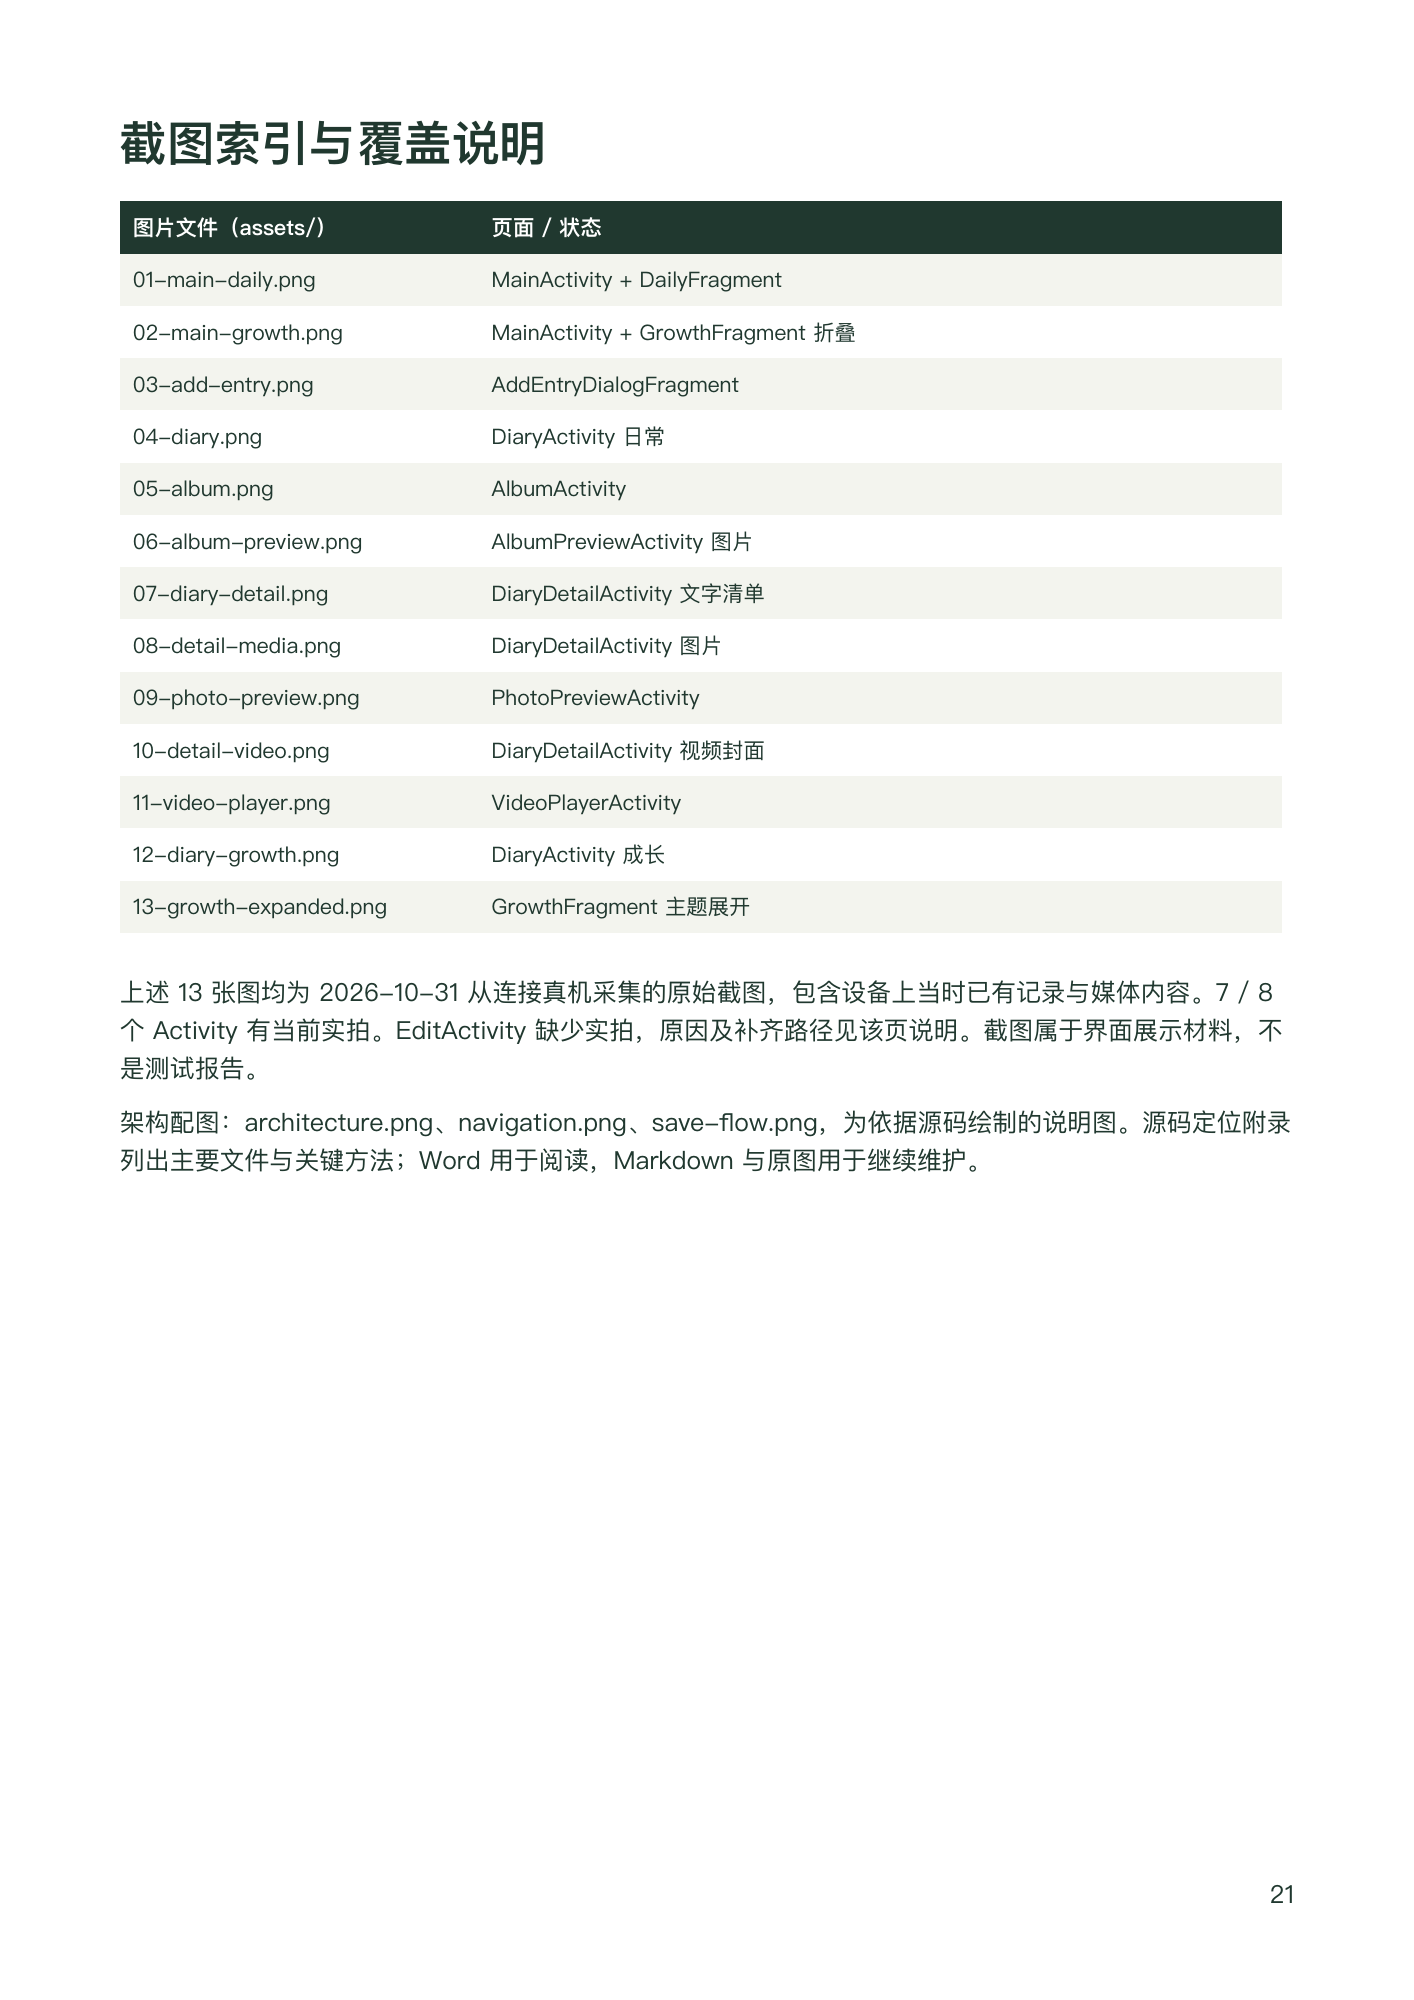 截图索引与覆盖说明
图片文件（assets/） 页面 / 状态
01-main-daily.png MainActivity + DailyFragment
02-main-growth.png MainActivity + GrowthFragment 折叠
03-add-entry.png AddEntryDialogFragment
04-diary.png DiaryActivity 日常
05-album.png AlbumActivity
06-album-preview.png AlbumPreviewActivity 图片
07-diary-detail.png DiaryDetailActivity 文字清单
08-detail-media.png DiaryDetailActivity 图片
09-photo-preview.png PhotoPreviewActivity
10-detail-video.png DiaryDetailActivity 视频封面
11-video-player.png VideoPlayerActivity
12-diary-growth.png DiaryActivity 成长
13-growth-expanded.png GrowthFragment 主题展开
上述 13 张图均为 2026-10-31 从连接真机采集的原始截图，包含设备上当时已有记录与媒体内容。7 / 8
个 Activity 有当前实拍。EditActivity 缺少实拍，原因及补齐路径见该页说明。截图属于界面展示材料，不
是测试报告。
架构配图：architecture.png、navigation.png、save-flow.png，为依据源码绘制的说明图。源码定位附录
列出主要文件与关键方法；Word 用于阅读，Markdown 与原图用于继续维护。
21